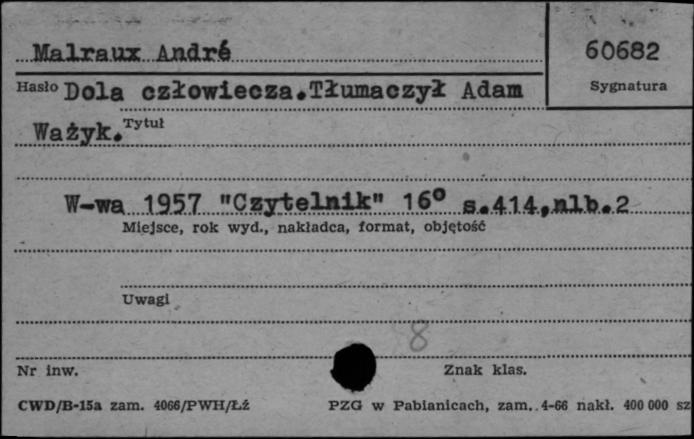 Malraux André
60682
Hasło
Sygnatura
Dola człowiecza.Tłumaczył Adam
Ważyk.
Tytuł
W-wa 1957 "Czytelnik" 16° s.414,nlb.2
Miejsce, rok wyd., nakładca, format, objętość
Uwagi
8
Nr inw.
Znak klas.
CWD/B-15a zam. 4066/PWH/Łź
PZG w Pabianicach, zam. 4-66 nakł. 400 000 sz